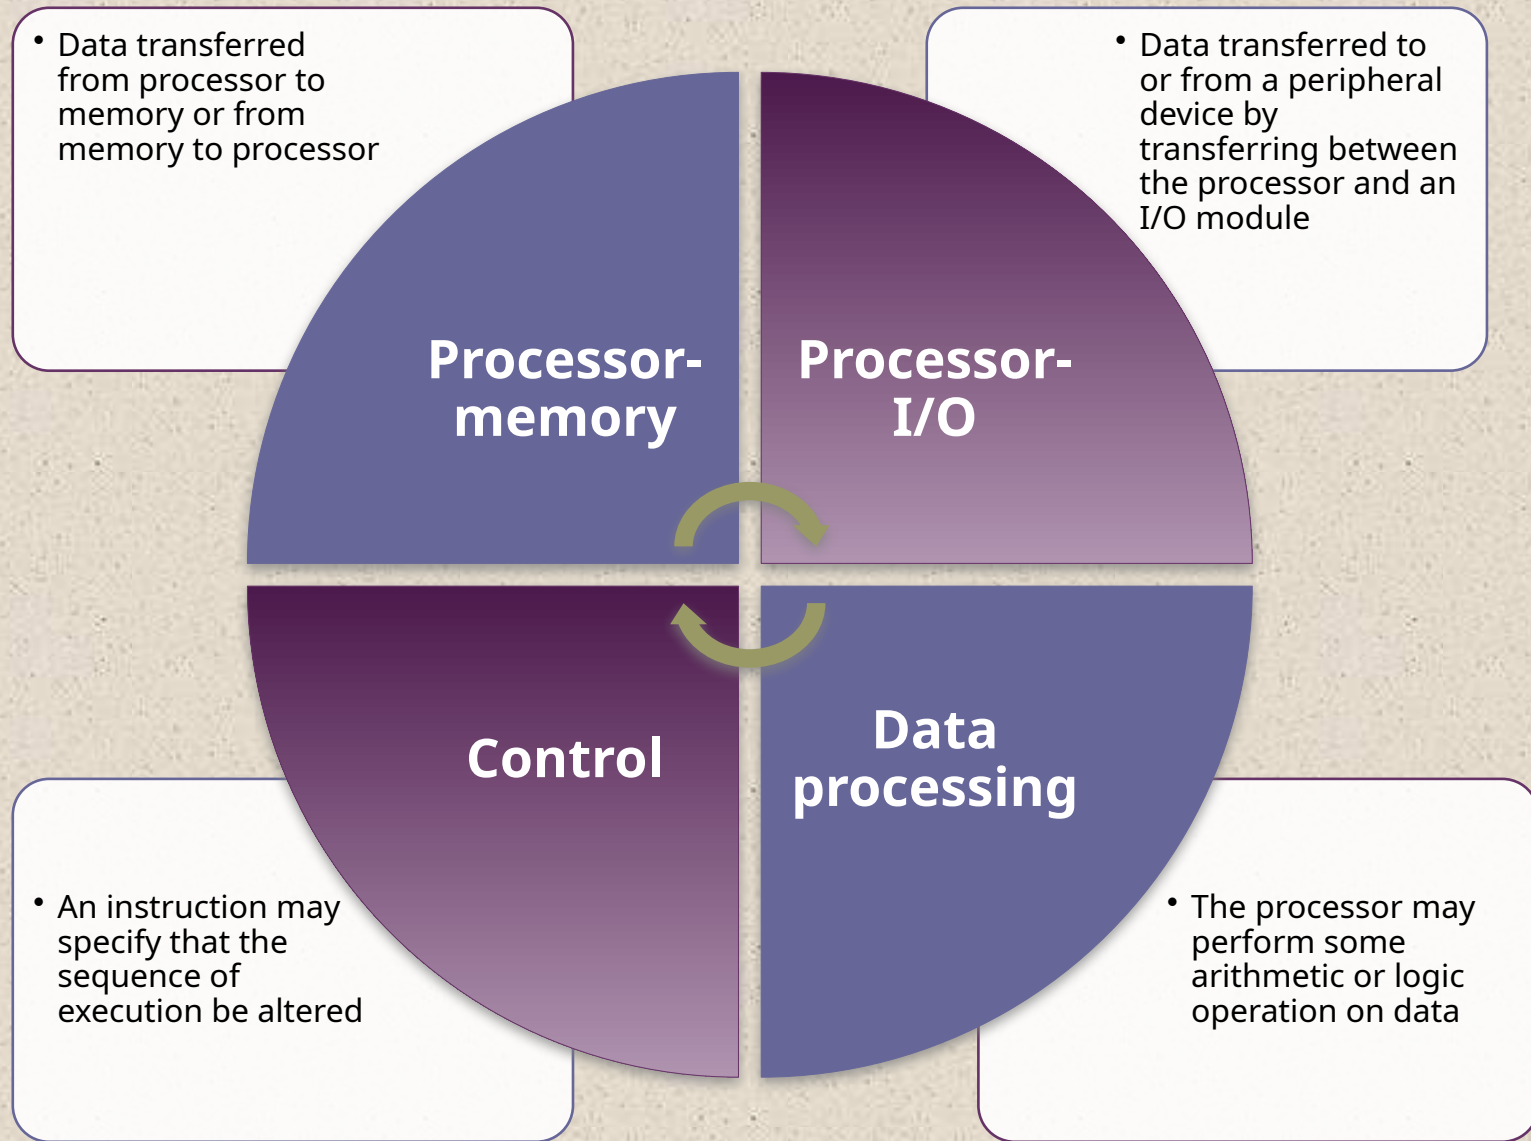 • Data transferred
from processor to
memory or from
memory to processor
• Data transferred to
or from a peripheral
device by
transferring between
the processor and an
I/O module
Processor-
memory
Processor-
I/O
Control
Data
processing
• An instruction may
specify that the
sequence of
execution be altered
• The processor may
perform some
arithmetic or logic
operation on data